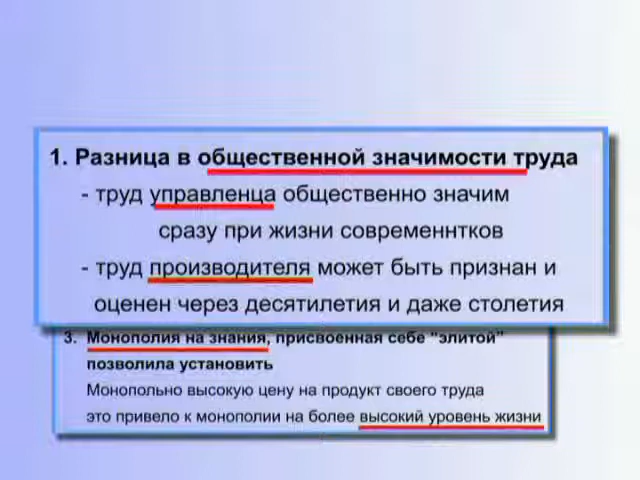 1. Разница в общественной значимости труда
- труд управленца общественно значим
сразу при жизни современнтков
- труд производителя может быть признан и
оценен через десятилетия и даже столетия
3. Монополия на знания, присвоенная себе "элитой"
позволила установить
Монопольно высокую цену на продукт своего труда
это привело к монополии на более высокий уровень жизни